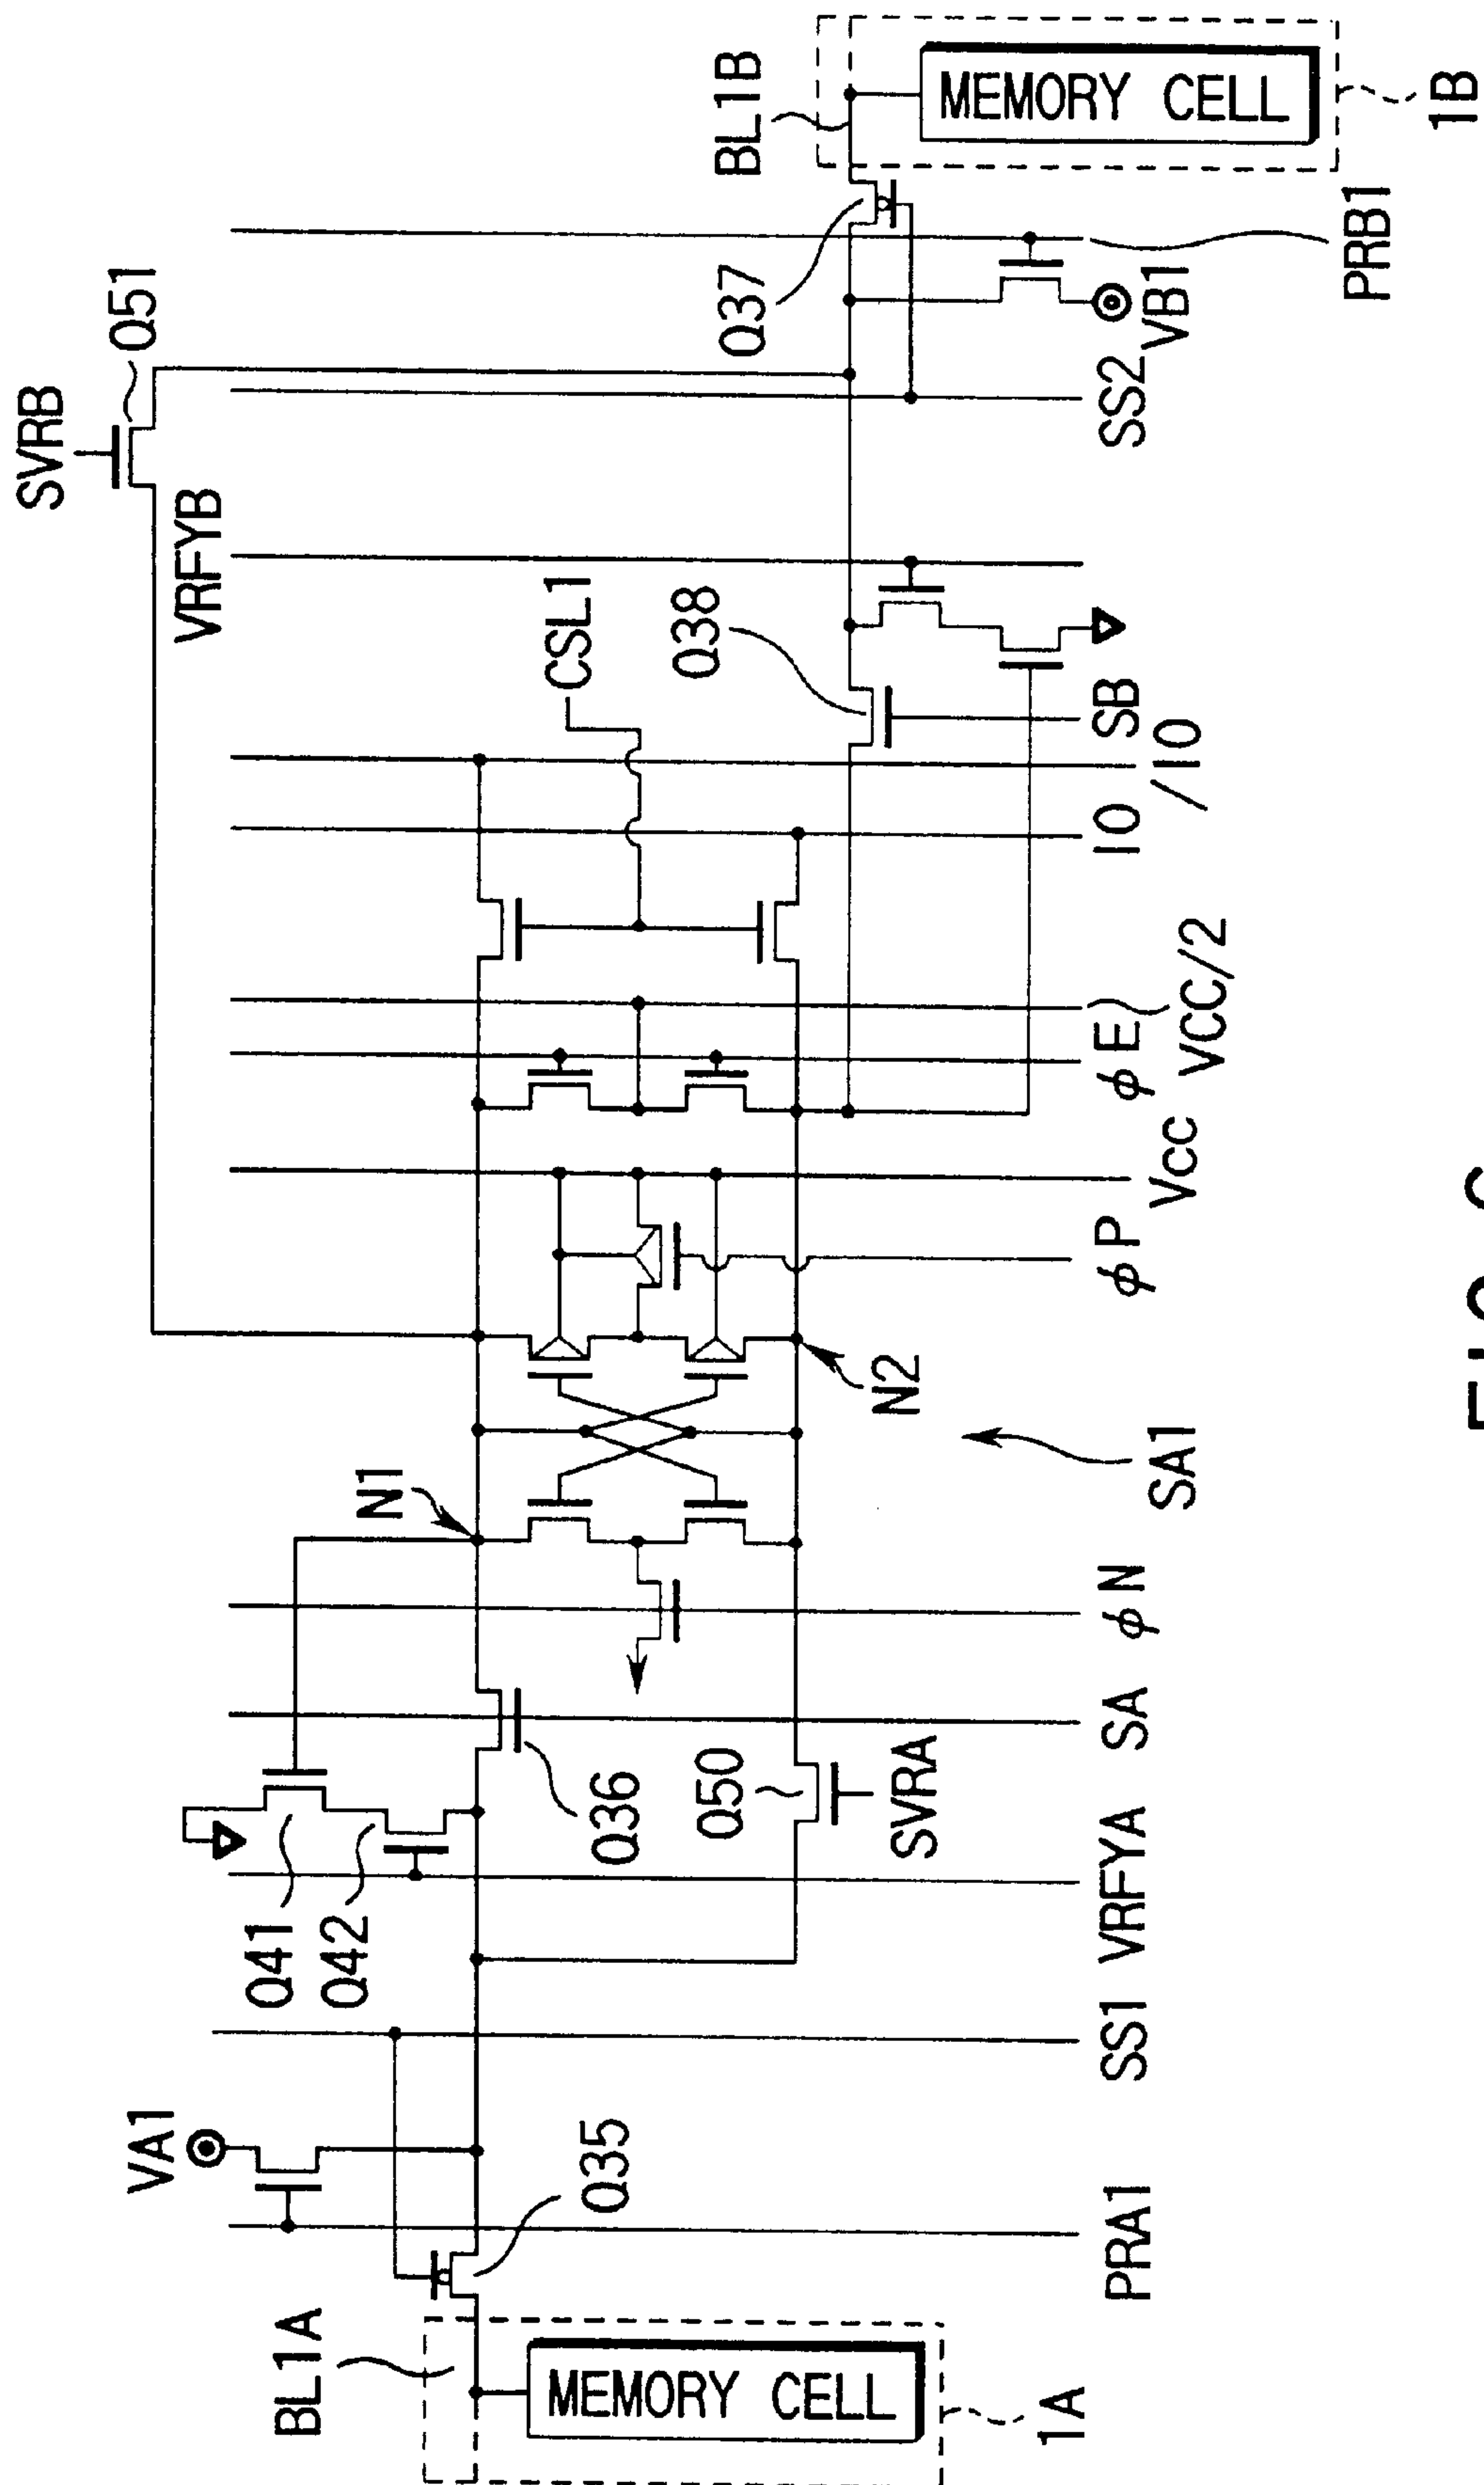 SVRB
Q51
VRFYB
CSL1
BL1B
MEMORY CELL
1B
Q37
PRB1
VB1
SS2
Q38
SB
/IO
IO
VCC/2
φE
Vcc
φP
N2
N1
SA1
φN
SA
Q36
Q50
SVRA
VRFYA
Q41
Q42
SS1
VA1
Q35
PRA1
BL1A
MEMORY CELL
1A